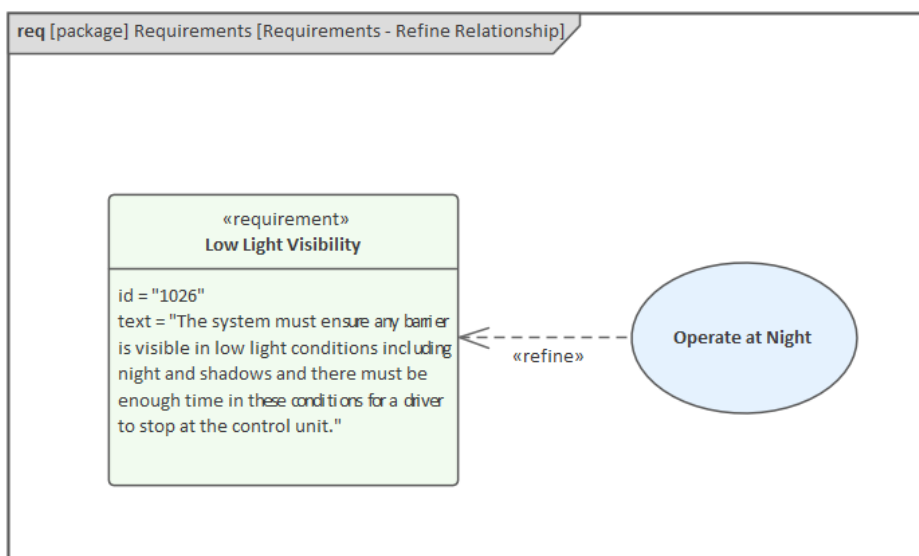 req [package] Requirements [Requirements - Refine Relationship]
«requirement»
Low Light Visibility
id = "1026"
text = "The system must ensure any barrier
is visible in low light conditions including
night and shadows and there must be
enough time in these conditions for a driver
to stop at the control unit."
«refine»
Operate at Night